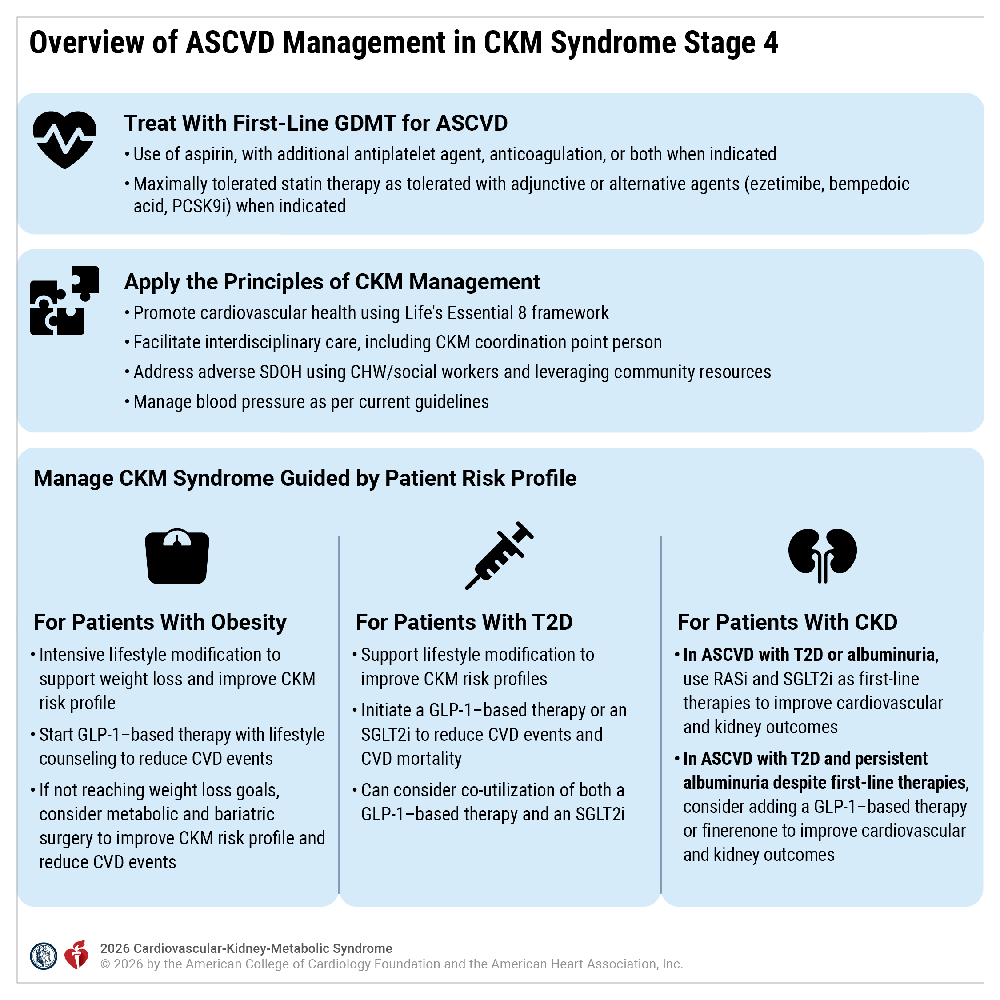 Overview of ASCVD Management in CKM Syndrome Stage 4
Treat With First-Line GDMT for ASCVD
• Use of aspirin, with additional antiplatelet agent, anticoagulation, or both when indicated
• Maximally tolerated statin therapy as tolerated with adjunctive or alternative agents (ezetimibe, bempedoic
acid, PCSK9i) when indicated
Apply the Principles of CKM Management
• Promote cardiovascular health using Life's Essential 8 framework
• Facilitate interdisciplinary care, including CKM coordination point person
• Address adverse SDOH using CHW/social workers and leveraging community resources
• Manage blood pressure as per current guidelines
Manage CKM Syndrome Guided by Patient Risk Profile
For Patients With Obesity
• Intensive lifestyle modification to
support weight loss and improve CKM
risk profile
• Start GLP-1–based therapy with lifestyle
counseling to reduce CVD events
• If not reaching weight loss goals,
consider metabolic and bariatric
surgery to improve CKM risk profile and
reduce CVD events
For Patients With T2D
• Support lifestyle modification to
improve CKM risk profiles
• Initiate a GLP-1–based therapy or an
SGLT2i to reduce CVD events and
CVD mortality
• Can consider co-utilization of both a
GLP-1–based therapy and an SGLT2i
For Patients With CKD
• In ASCVD with T2D or albuminuria,
use RASi and SGLT2i as first-line
therapies to improve cardiovascular
and kidney outcomes
• In ASCVD with T2D and persistent
albuminuria despite first-line therapies,
consider adding a GLP-1–based therapy
or finerenone to improve cardiovascular
and kidney outcomes
2026 Cardiovascular-Kidney-Metabolic Syndrome
© 2026 by the American College of Cardiology Foundation and the American Heart Association, Inc.